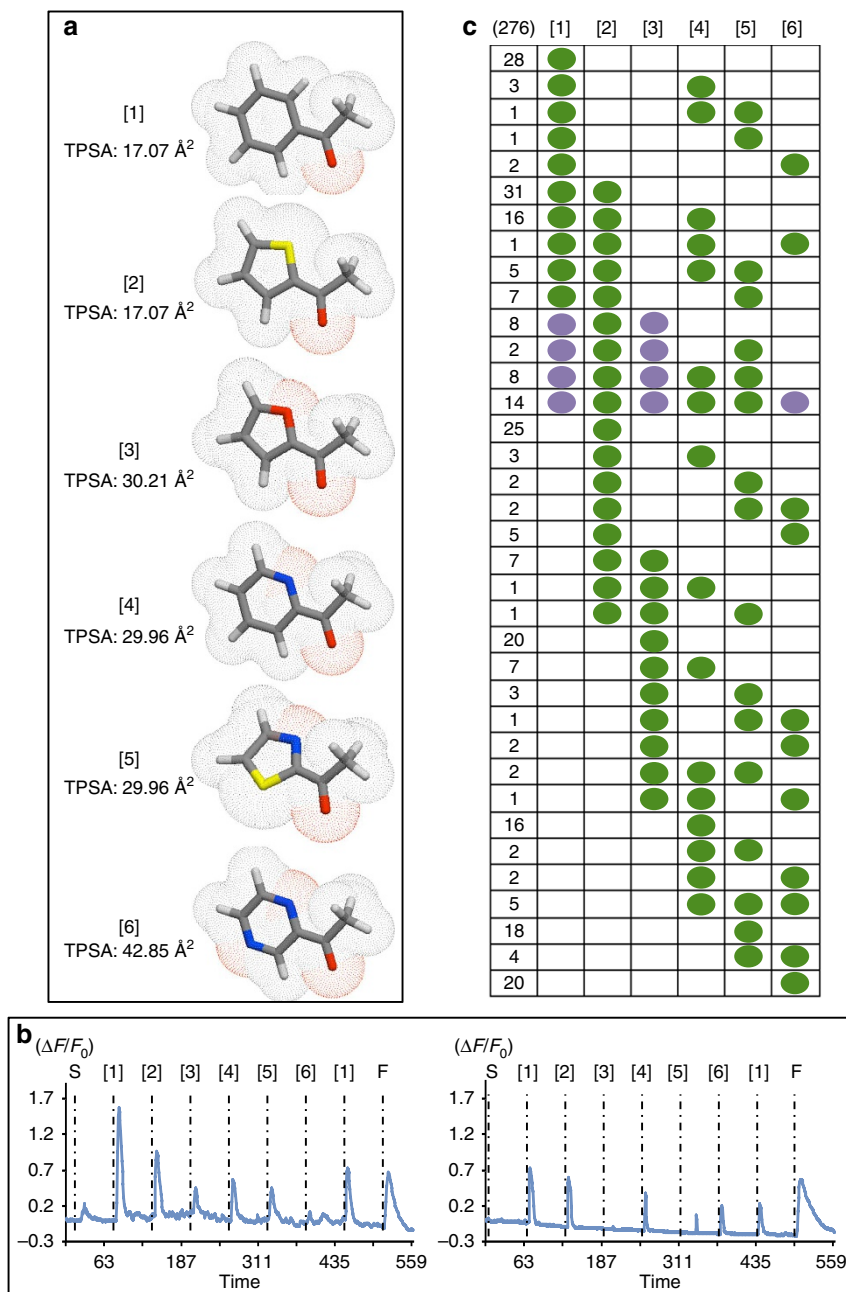 a
[1]
TPSA: 17.07 Å²
[2]
TPSA: 17.07 Å²
[3]
TPSA: 30.21 Å²
[4]
TPSA: 29.96 Å²
[5]
TPSA: 29.96 Å²
[6]
TPSA: 42.85 Å²
c
(276) [1] [2] [3] [4] [5] [6]
28
3
1
1
2
31
16
1
5
7
8
2
8
14
25
3
2
2
5
7
1
1
20
7
3
1
2
2
1
16
2
2
5
18
4
20
b
(ΔF/F₀)
S [1] [2] [3] [4] [5] [6] [1] F
1.7
1.2
0.7
0.2
–0.3
63 187 311 435 559
Time
(ΔF/F₀)
S [1] [2] [3] [4] [5] [6] [1] F
1.7
1.2
0.7
0.2
–0.3
63 187 311 435 559
Time